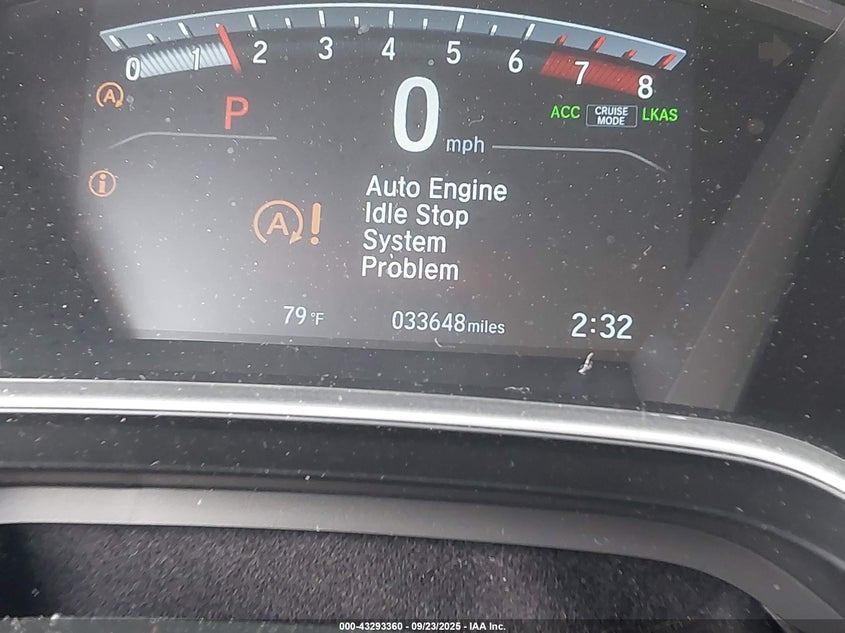 0 1 2 3 4 5 6 7 8
A
P
0 mph
ACC CRUISE MODE LKAS
i
Auto Engine
Idle Stop
System
Problem
A!
79 °F
033648 miles
2:32
000-43293360 - 09/23/2025 - IAA Inc.